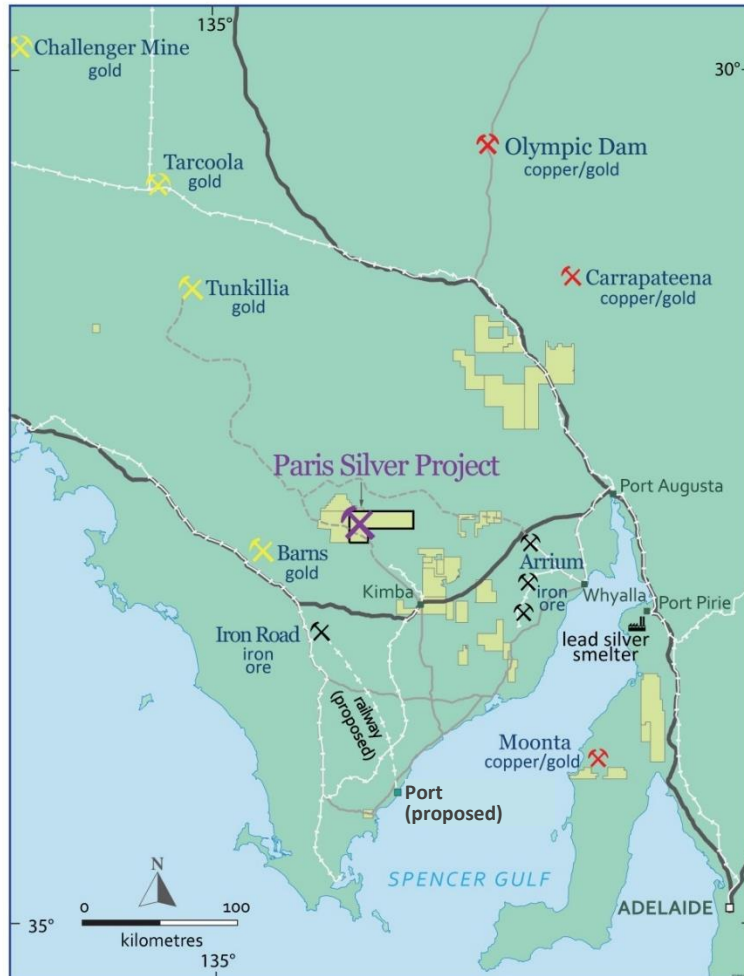 135°
Challenger Mine
gold
30°
Olympic Dam
copper/gold
Tarcoola
gold
Carrapateena
copper/gold
Tunkillia
gold
Paris Silver Project
Port Augusta
Barns
gold
Arrium
iron
ore
Kimba
Whyalla
Port Pirie
Iron Road
iron
ore
lead silver
smelter
railway
(proposed)
Moonta
copper/gold
Port
(proposed)
N
SPENCER GULF
0 100
kilometres
ADELAIDE
35°
135°